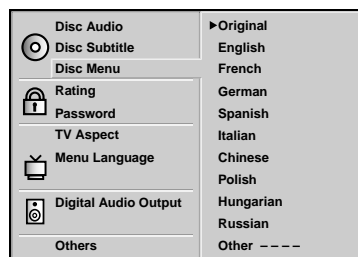 Disc Audio
Disc Subtitle
Disc Menu
Rating
Password
TV Aspect
Menu Language
Digital Audio Output
Others
►Original
English
French
German
Spanish
Italian
Chinese
Polish
Hungarian
Russian
Other – – – –